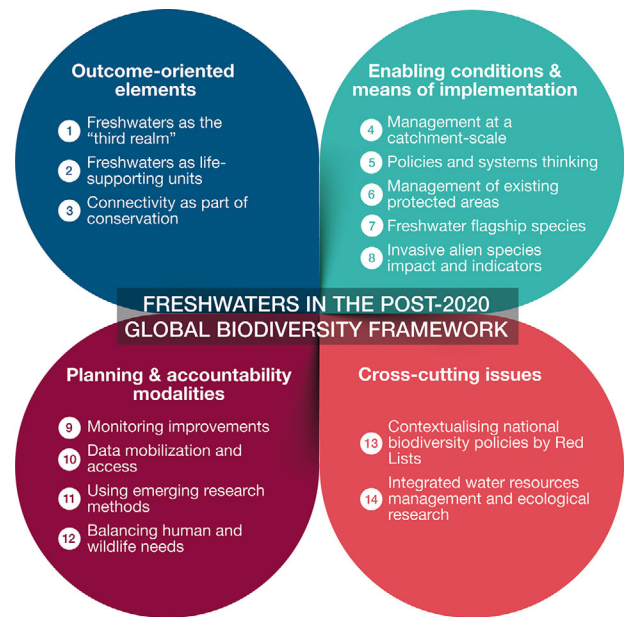 Outcome-oriented
elements
1 Freshwaters as the
"third realm"
2 Freshwaters as life-
supporting units
3 Connectivity as part of
conservation
Enabling conditions &
means of implementation
4 Management at a
catchment-scale
5 Policies and systems thinking
6 Management of existing
protected areas
7 Freshwater flagship species
8 Invasive alien species
impact and indicators
FRESHWATERS IN THE POST-2020
GLOBAL BIODIVERSITY FRAMEWORK
Planning & accountability
modalities
9 Monitoring improvements
10 Data mobilization and
access
11 Using emerging research
methods
12 Balancing human and
wildlife needs
Cross-cutting issues
13 Contextualising national
biodiversity policies by Red
Lists
14 Integrated water resources
management and ecological
research